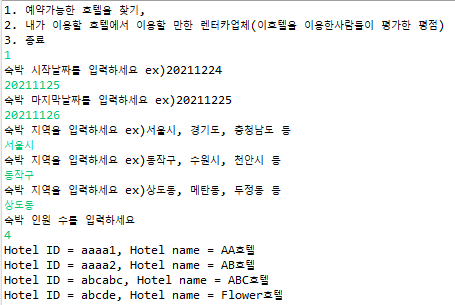 1. 예약가능한 호텔을 찾기,
2. 내가 이용할 호텔에서 이용할 만한 렌터카업체(이호텔을 이용한사람들이 평가한 평점)
3. 종료
1
숙박 시작날짜를 입력하세요 ex)20211224
20211125
숙박 마지막날짜를 입력하세요 ex)20211225
20211126
숙박 지역을 입력하세요 ex)서울시, 경기도, 충청남도 등
서울시
숙박 지역을 입력하세요 ex)동작구, 수원시, 천안시 등
동작구
숙박 지역을 입력하세요 ex)상도동, 메탄동, 두정동 등
상도동
숙박 인원 수를 입력하세요
4
Hotel ID = aaaa1, Hotel name = AA호텔
Hotel ID = aaaa2, Hotel name = AB호텔
Hotel ID = abcabc, Hotel name = ABC호텔
Hotel ID = abcde, Hotel name = Flower호텔